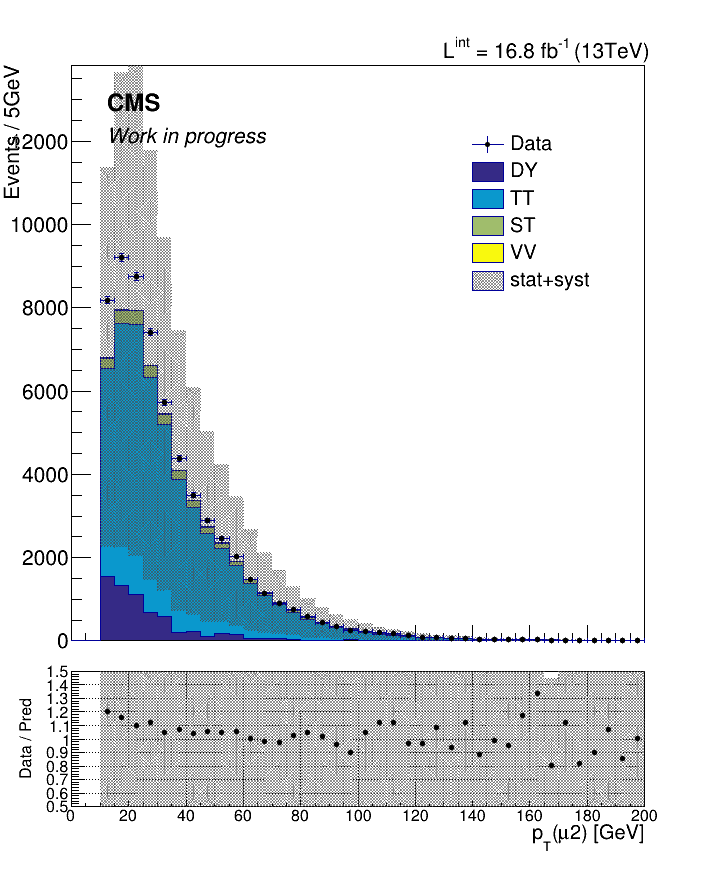 L^int = 16.8 fb^-1 (13TeV)
Events / 5GeV
CMS
Work in progress
Data
DY
TT
ST
VV
stat+syst
12000
10000
8000
6000
4000
2000
0
Data / Pred
1.5
1.4
1.3
1.2
1.1
1
0.9
0.8
0.7
0.6
0.5
0 20 40 60 80 100 120 140 160 180 200
p_T(μ2) [GeV]